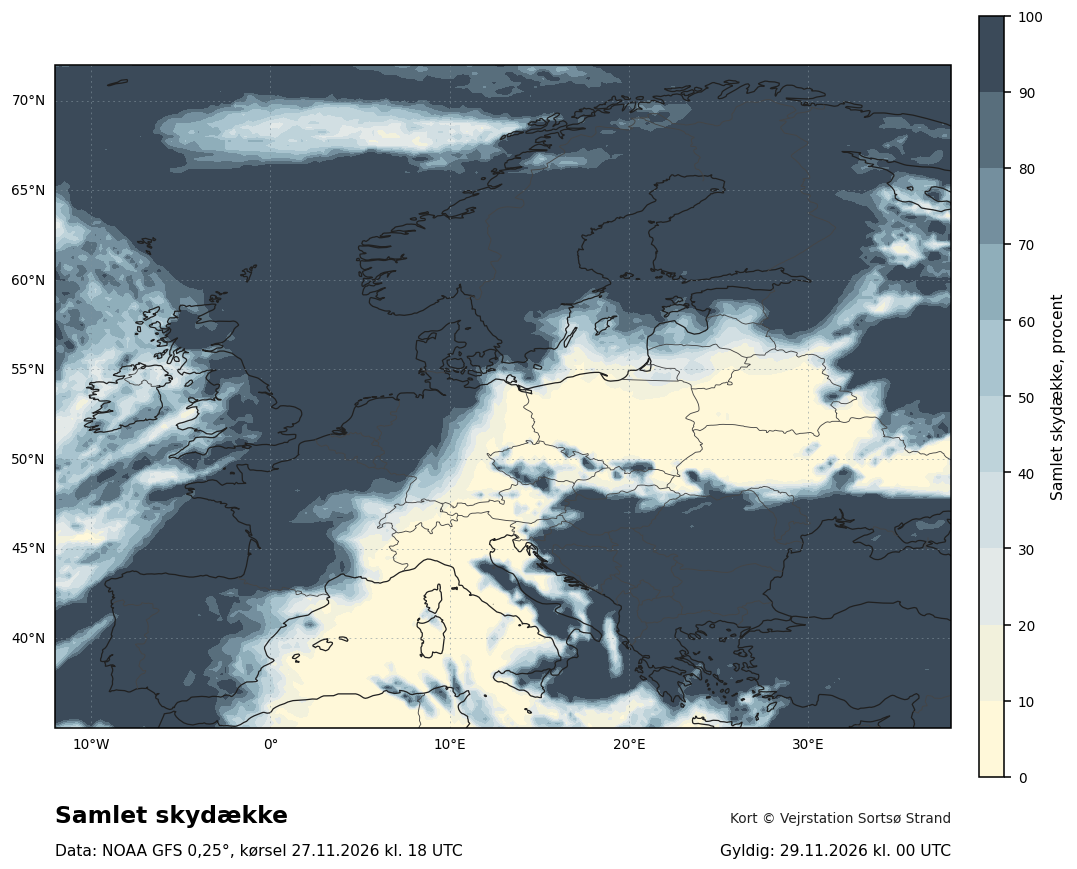 70°N
65°N
60°N
55°N
50°N
45°N
40°N
10°W
0°
10°E
20°E
30°E
100
90
80
70
60
50
40
30
20
10
0
Samlet skydække, procent
Samlet skydække
Kort © Vejrstation Sortsø Strand
Data: NOAA GFS 0,25°, kørsel 27.11.2026 kl. 18 UTC
Gyldig: 29.11.2026 kl. 00 UTC